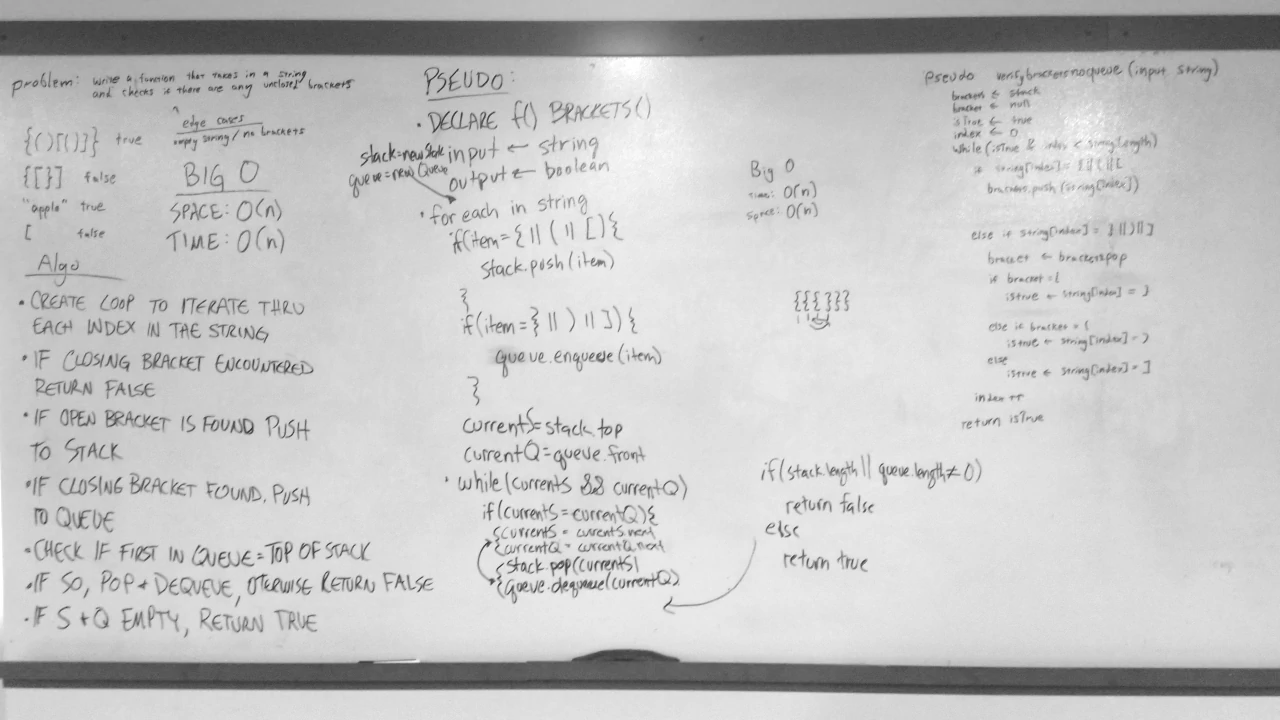 problem: write a function that takes in a string
and checks if there are any unclosed brackets
^
edge cases
empty string / no brackets
{()[()]} true
{[}] false
"apple" true
[ false
BIG O
SPACE: O(n)
TIME: O(n)
Algo
• CREATE LOOP TO ITERATE THRU
EACH INDEX IN THE STRING
• IF CLOSING BRACKET ENCOUNTERED
RETURN FALSE
• IF OPEN BRACKET IS FOUND PUSH
TO STACK
• IF CLOSING BRACKET FOUND, PUSH
TO QUEUE
• CHECK IF FIRST IN QUEUE = TOP OF STACK
• IF SO, POP + DEQUEUE, OTERWISE RETURN FALSE
• IF S + Q EMPTY, RETURN TRUE
PSEUDO:
• DECLARE f() BRACKETS()
input ← string
output ← boolean
stack = new Stack
queue = new Queue
• for each in string
if(item = { || ( || [ ) {
stack.push(item)
}
if(item = } || ) || ]) {
queue.enqueue(item)
}
currentS = stack.top
currentQ = queue.front
• while(currentS && currentQ)
if(currentS = currentQ){
{currentS = currentS.next
{currentQ = currentQ.next
{stack.pop(currentS)
{queue.dequeue(currentQ)
if(stack.length || queue.length ≠ 0)
return false
else
return true
Big O
Time: O(n)
Space: O(n)
{{{}}}
Pseudo verifybracketsnoqueue (input string)
brackets ← stack
bracket ← null
isTrue ← true
index ← 0
while (isTrue & index < string.length)
if string[index] = { || ( || [
brackets.push (string[index])
else if string[index] = } || ) || ]
bracket ← brackets.pop
if bracket = {
istrue ← string[index] = }
else if bracket = (
istrue ← string[index] = )
else
istrue ← string[index] = ]
index ++
return isTrue